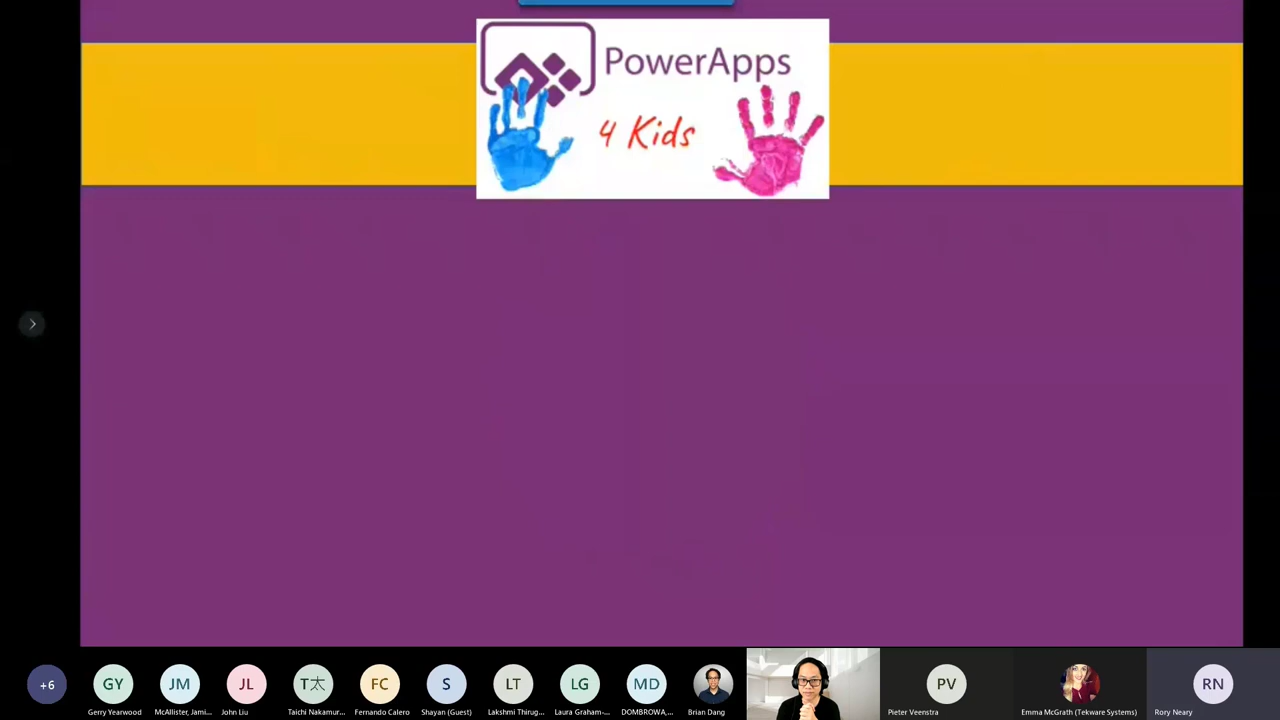 PowerApps
4 Kids
+6
GY
JM
JL
T太
FC
S
LT
LG
MD
PV
RN
Gerry Yearwood
McAllister, Jami...
John Liu
Taichi Nakamur...
Fernando Calero
Shayan (Guest)
Lakshmi Thirug...
Laura Graham-...
DOMBROWA,...
Brian Dang
Pieter Veenstra
Emma McGrath (Tekware Systems)
Rory Neary